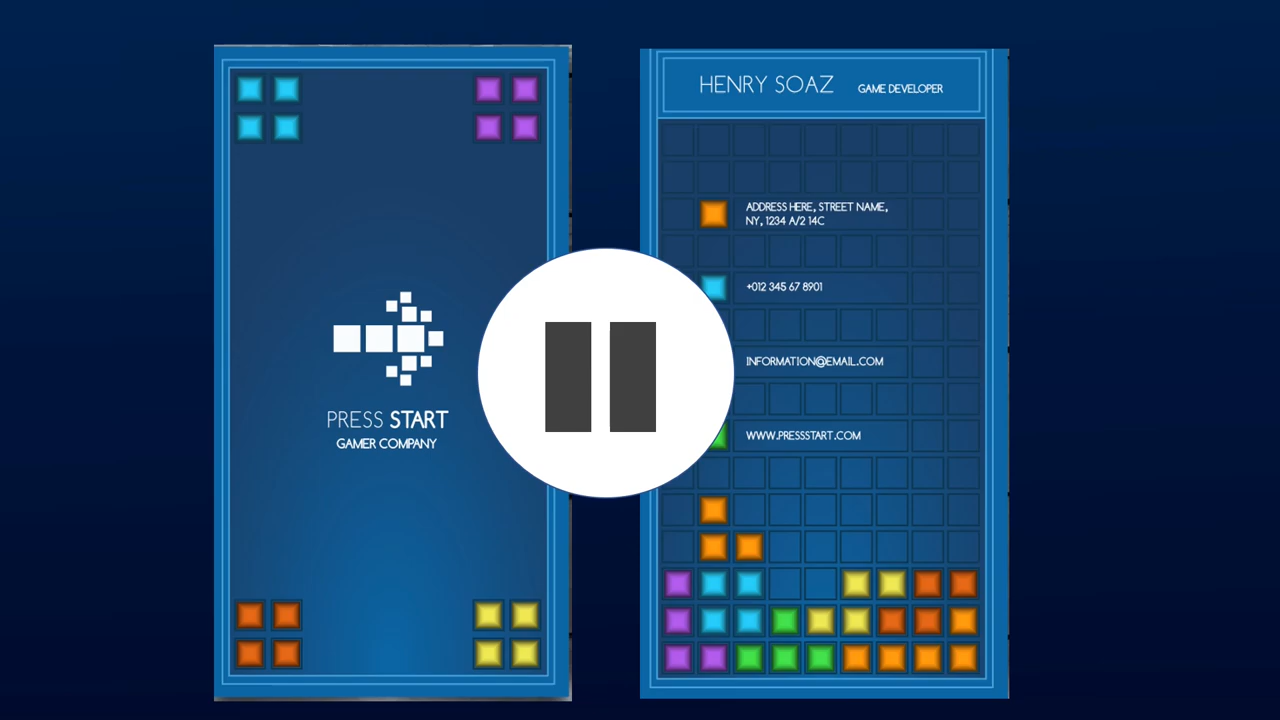 PRESS START
GAMER COMPANY
HENRY SOAZ GAME DEVELOPER
ADDRESS HERE, STREET NAME,
NY, 1234 A/2 14C
+012 345 67 8901
INFORMATION@EMAIL.COM
WWW.PRESSSTART.COM